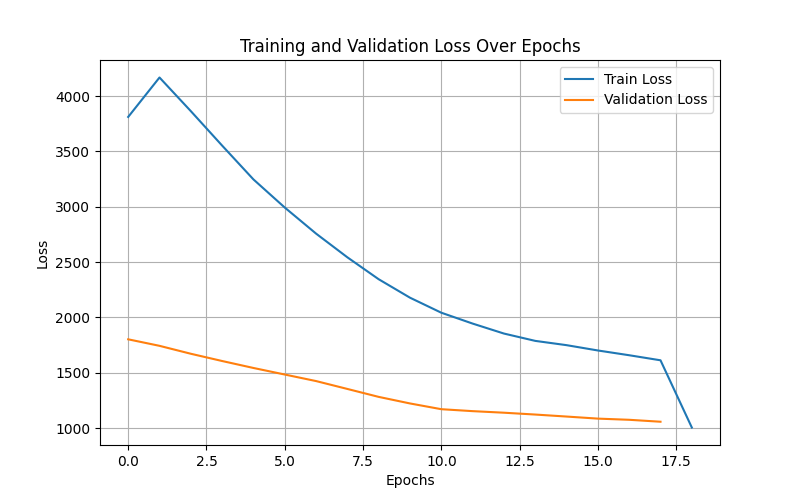 Training and Validation Loss Over Epochs
Train Loss
Validation Loss
4000
3500
3000
2500
2000
1500
1000
Loss
0.0 2.5 5.0 7.5 10.0 12.5 15.0 17.5
Epochs